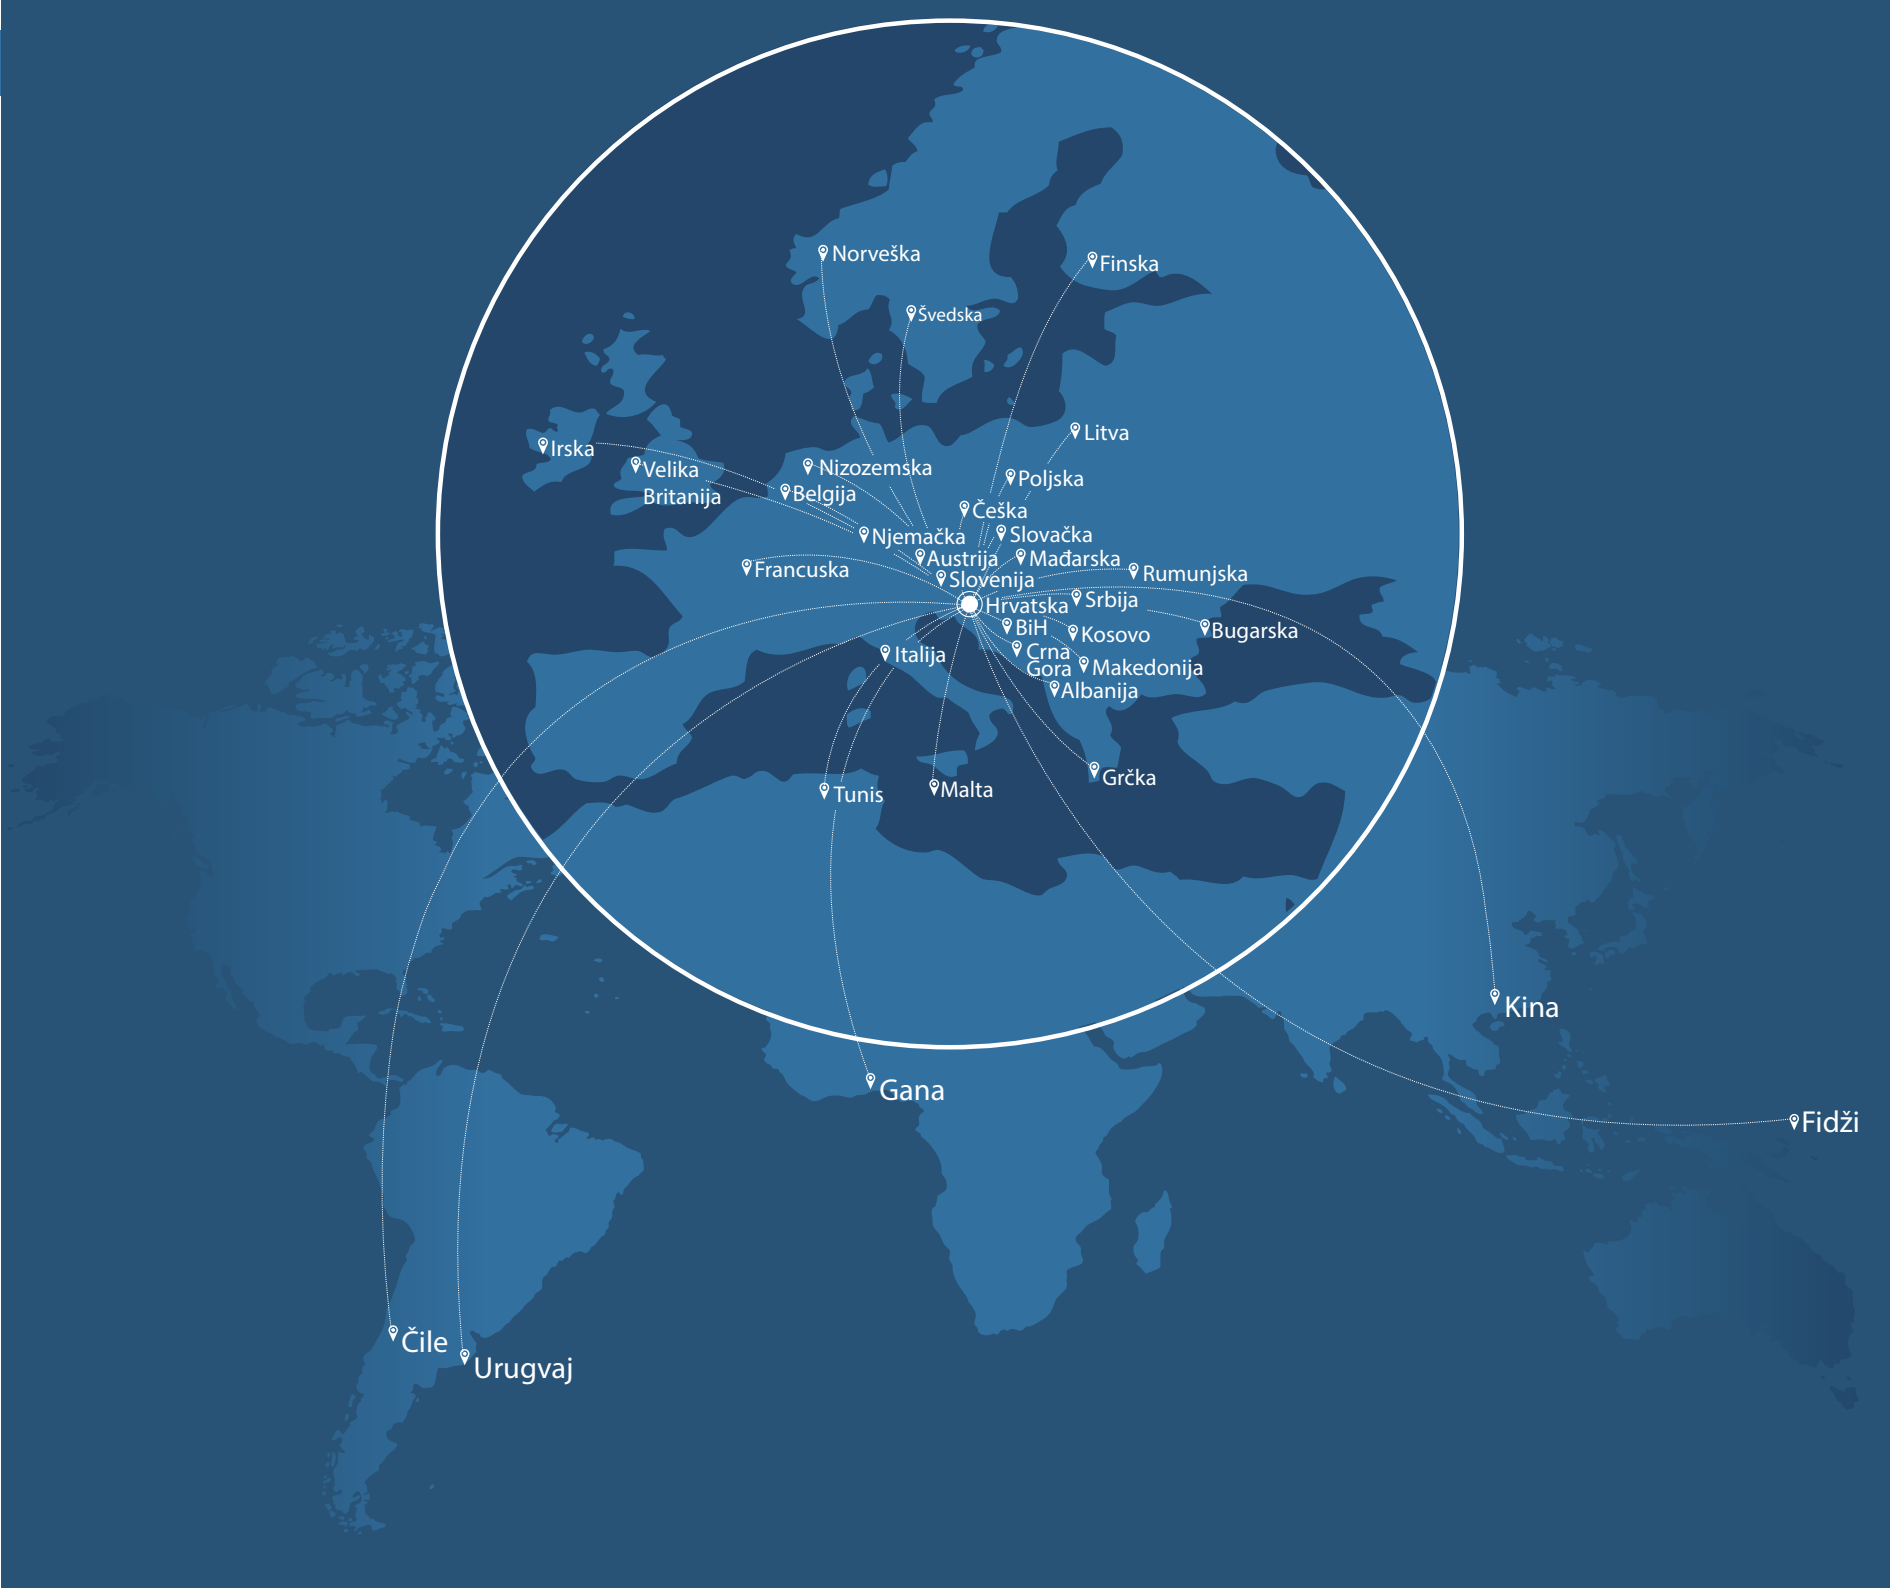 Norveška
Finska
Švedska
Litva
Irska
Velika
Britanija
Nizozemska
Belgija
Poljska
Češka
Njemačka
Slovačka
Austrija
Mađarska
Francuska
Slovenija
Rumunjska
Hrvatska
Srbija
BiH
Kosovo
Bugarska
Italija
Crna
Gora
Makedonija
Albanija
Grčka
Tunis
Malta
Kina
Gana
Fidži
Čile
Urugvaj